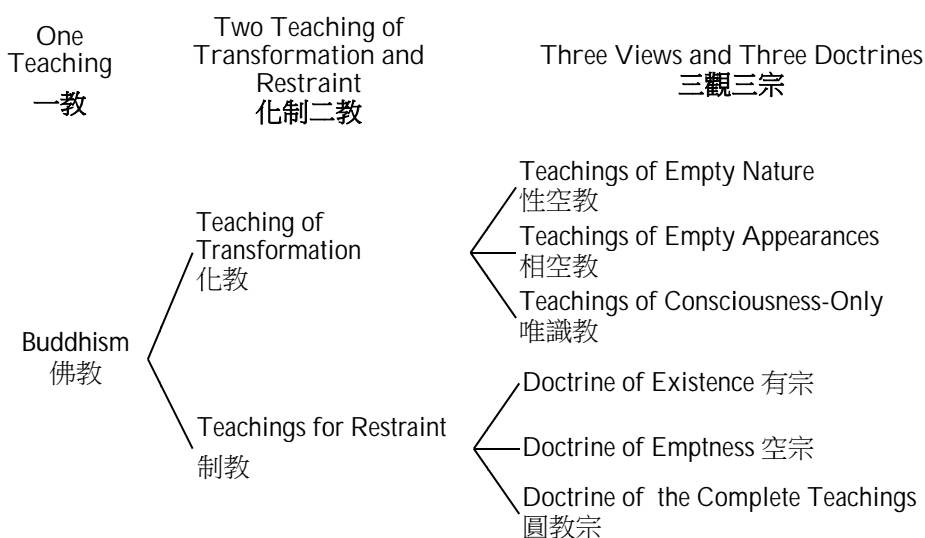 One
Teaching
一教
Two Teaching of
Transformation and
Restraint
化制二教
Three Views and Three Doctrines
三觀三宗
Buddhism
佛教
Teaching of
Transformation
化教
Teachings of Empty Nature
性空教
Teachings of Empty Appearances
相空教
Teachings of Consciousness-Only
唯識教
Teachings for Restraint
制教
Doctrine of Existence 有宗
Doctrine of Emptness 空宗
Doctrine of the Complete Teachings
圓教宗